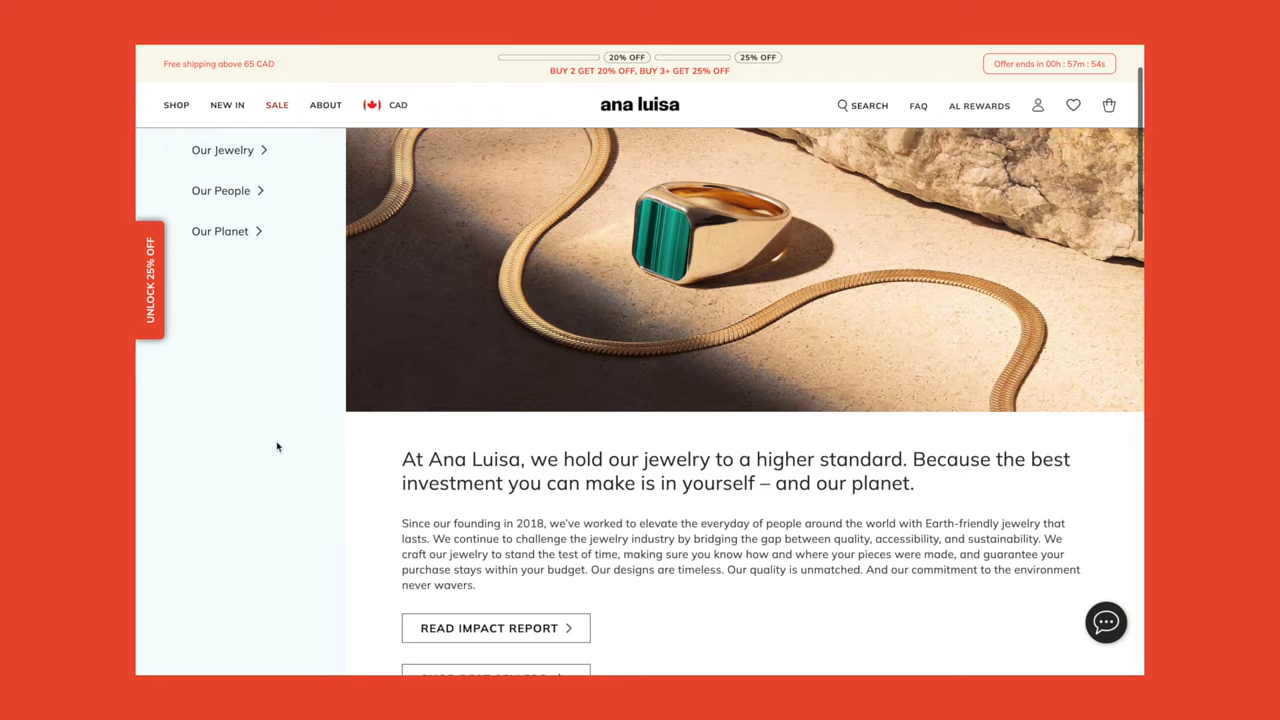 Free shipping above 65 CAD
20% OFF
25% OFF
BUY 2 GET 20% OFF, BUY 3+ GET 25% OFF
Offer ends in 00h : 57m : 54s
SHOP
NEW IN
SALE
ABOUT
CAD
ana luisa
SEARCH
FAQ
AL REWARDS
Our Jewelry
Our People
Our Planet
UNLOCK 25% OFF
At Ana Luisa, we hold our jewelry to a higher standard. Because the best
investment you can make is in yourself – and our planet.
Since our founding in 2018, we’ve worked to elevate the everyday of people around the world with Earth-friendly jewelry that
lasts. We continue to challenge the jewelry industry by bridging the gap between quality, accessibility, and sustainability. We
craft our jewelry to stand the test of time, making sure you know how and where your pieces were made, and guarantee your
purchase stays within your budget. Our designs are timeless. Our quality is unmatched. And our commitment to the environment
never wavers.
READ IMPACT REPORT